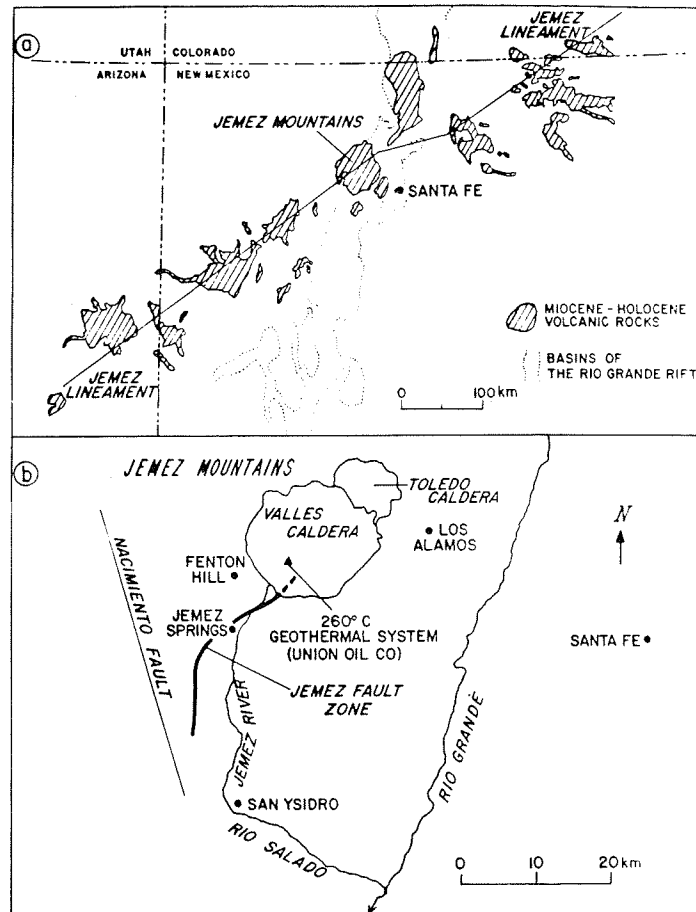 a
JEMEZ
LINEAMENT
UTAH
COLORADO
ARIZONA
NEW MEXICO
JEMEZ MOUNTAINS
SANTA FE
MIOCENE - HOLOCENE
VOLCANIC ROCKS
BASINS OF
THE RIO GRANDE RIFT
JEMEZ
LINEAMENT
0
100 km
b
JEMEZ MOUNTAINS
TOLEDO
CALDERA
VALLES
CALDERA
LOS
ALAMOS
N
NACIMIENTO FAULT
FENTON
HILL
JEMEZ
SPRINGS
260° C
GEOTHERMAL SYSTEM
(UNION OIL CO)
SANTA FE
JEMEZ FAULT
ZONE
JEMEZ RIVER
RIO GRANDE
SAN YSIDRO
RIO SALADO
0
10
20 km